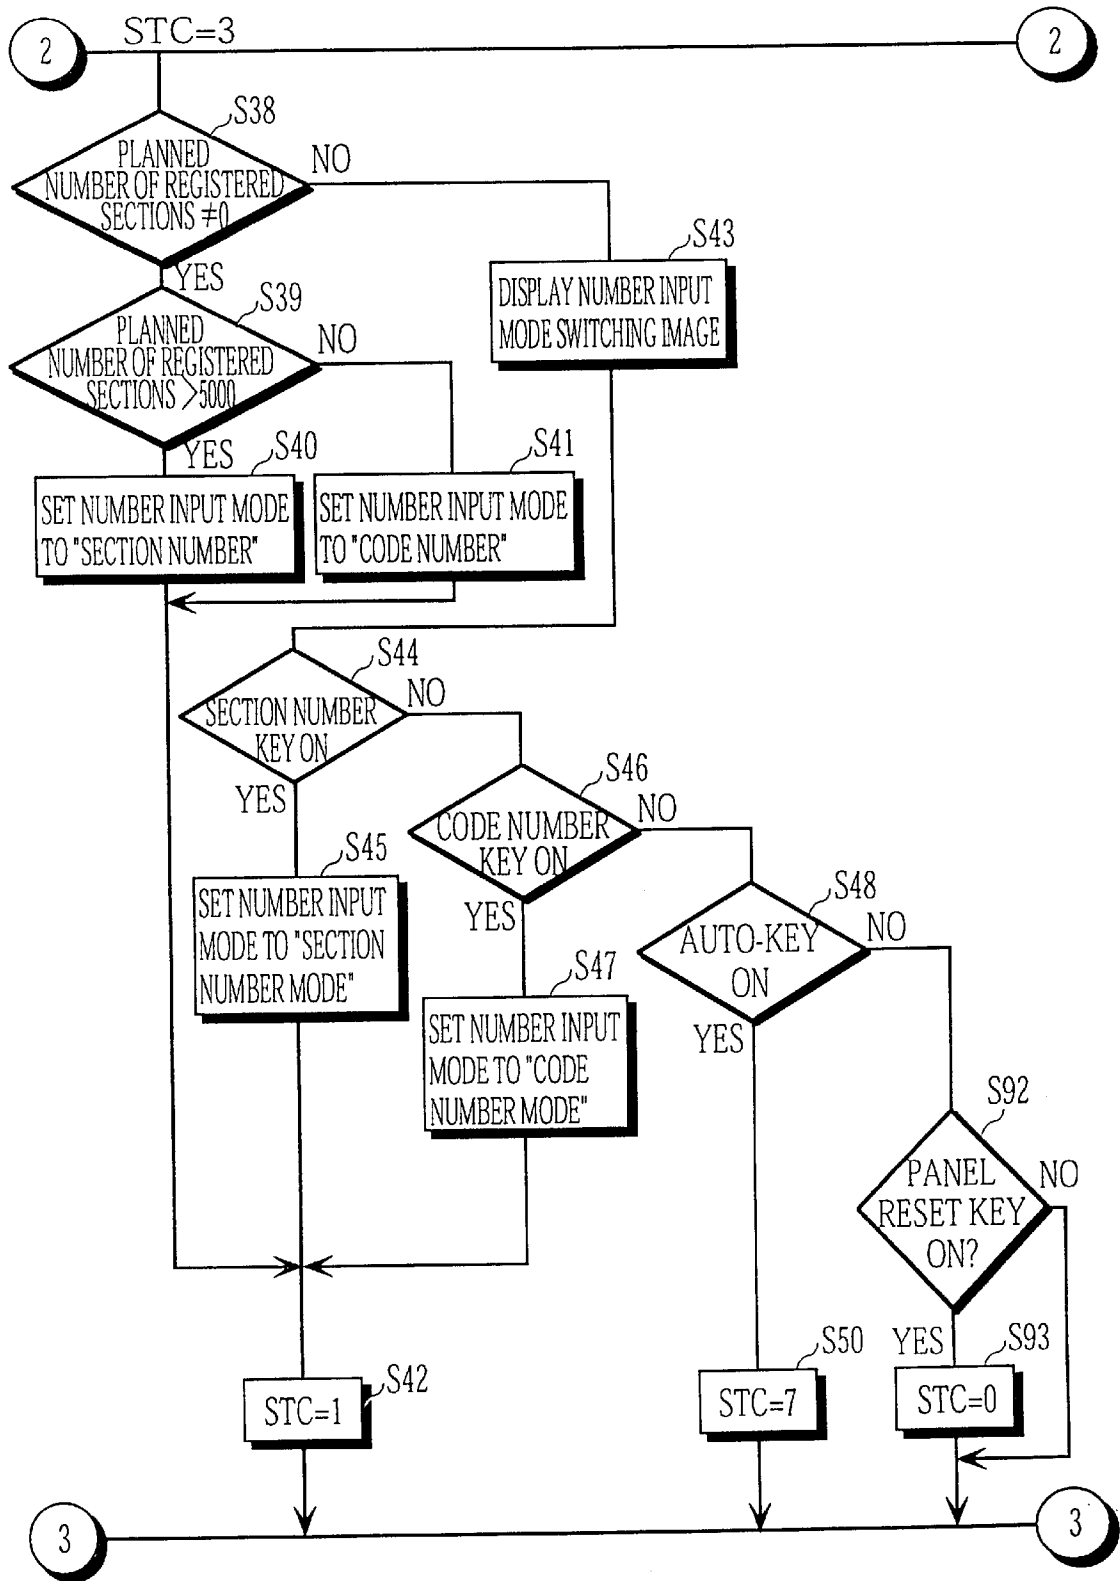 2
STC=3
2
S38
PLANNED
NUMBER OF REGISTERED
SECTIONS ≠0
NO
YES
S43
DISPLAY NUMBER INPUT
MODE SWITCHING IMAGE
S39
PLANNED
NUMBER OF REGISTERED
SECTIONS >5000
NO
YES
S40
SET NUMBER INPUT MODE
TO "SECTION NUMBER"
S41
SET NUMBER INPUT MODE
TO "CODE NUMBER"
S44
SECTION NUMBER
KEY ON
NO
YES
S46
CODE NUMBER
KEY ON
NO
YES
S45
SET NUMBER INPUT
MODE TO "SECTION
NUMBER MODE"
S48
AUTO-KEY
ON
NO
YES
S47
SET NUMBER INPUT
MODE TO "CODE
NUMBER MODE"
S92
PANEL
RESET KEY
ON?
NO
YES
S42
STC=1
S50
STC=7
S93
STC=0
3
3